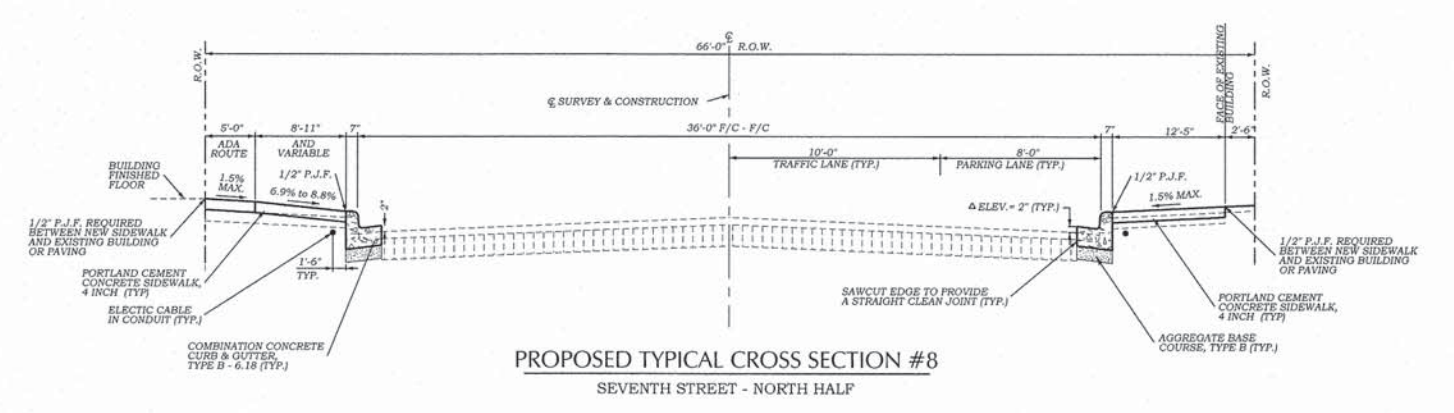 ℄
66'-0" R.O.W.
R.O.W.
FACE OF EXISTING
BUILDING
R.O.W.
℄ SURVEY & CONSTRUCTION
5'-0"
8'-11"
7"
36'-0" F/C - F/C
7"
12'-5"
2'-6"
ADA
ROUTE
AND
VARIABLE
10'-0"
TRAFFIC LANE (TYP.)
8'-0"
PARKING LANE (TYP.)
BUILDING
FINISHED
FLOOR
1.5%
MAX.
1/2" P.J.F.
6.9% to 8.8%
2"
1/2" P.J.F.
1.5% MAX.
Δ ELEV.= 2" (TYP.)
1/2" P.J.F. REQUIRED
BETWEEN NEW SIDEWALK
AND EXISTING BUILDING
OR PAVING
1'-6"
TYP.
PORTLAND CEMENT
CONCRETE SIDEWALK,
4 INCH (TYP)
ELECTIC CABLE
IN CONDUIT (TYP.)
COMBINATION CONCRETE
CURB & GUTTER,
TYPE B - 6.18 (TYP.)
SAWCUT EDGE TO PROVIDE
A STRAIGHT CLEAN JOINT (TYP.)
1/2" P.J.F. REQUIRED
BETWEEN NEW SIDEWALK
AND EXISTING BUILDING
OR PAVING
PORTLAND CEMENT
CONCRETE SIDEWALK,
4 INCH (TYP)
AGGREGATE BASE
COURSE, TYPE B (TYP.)
PROPOSED TYPICAL CROSS SECTION #8
SEVENTH STREET - NORTH HALF